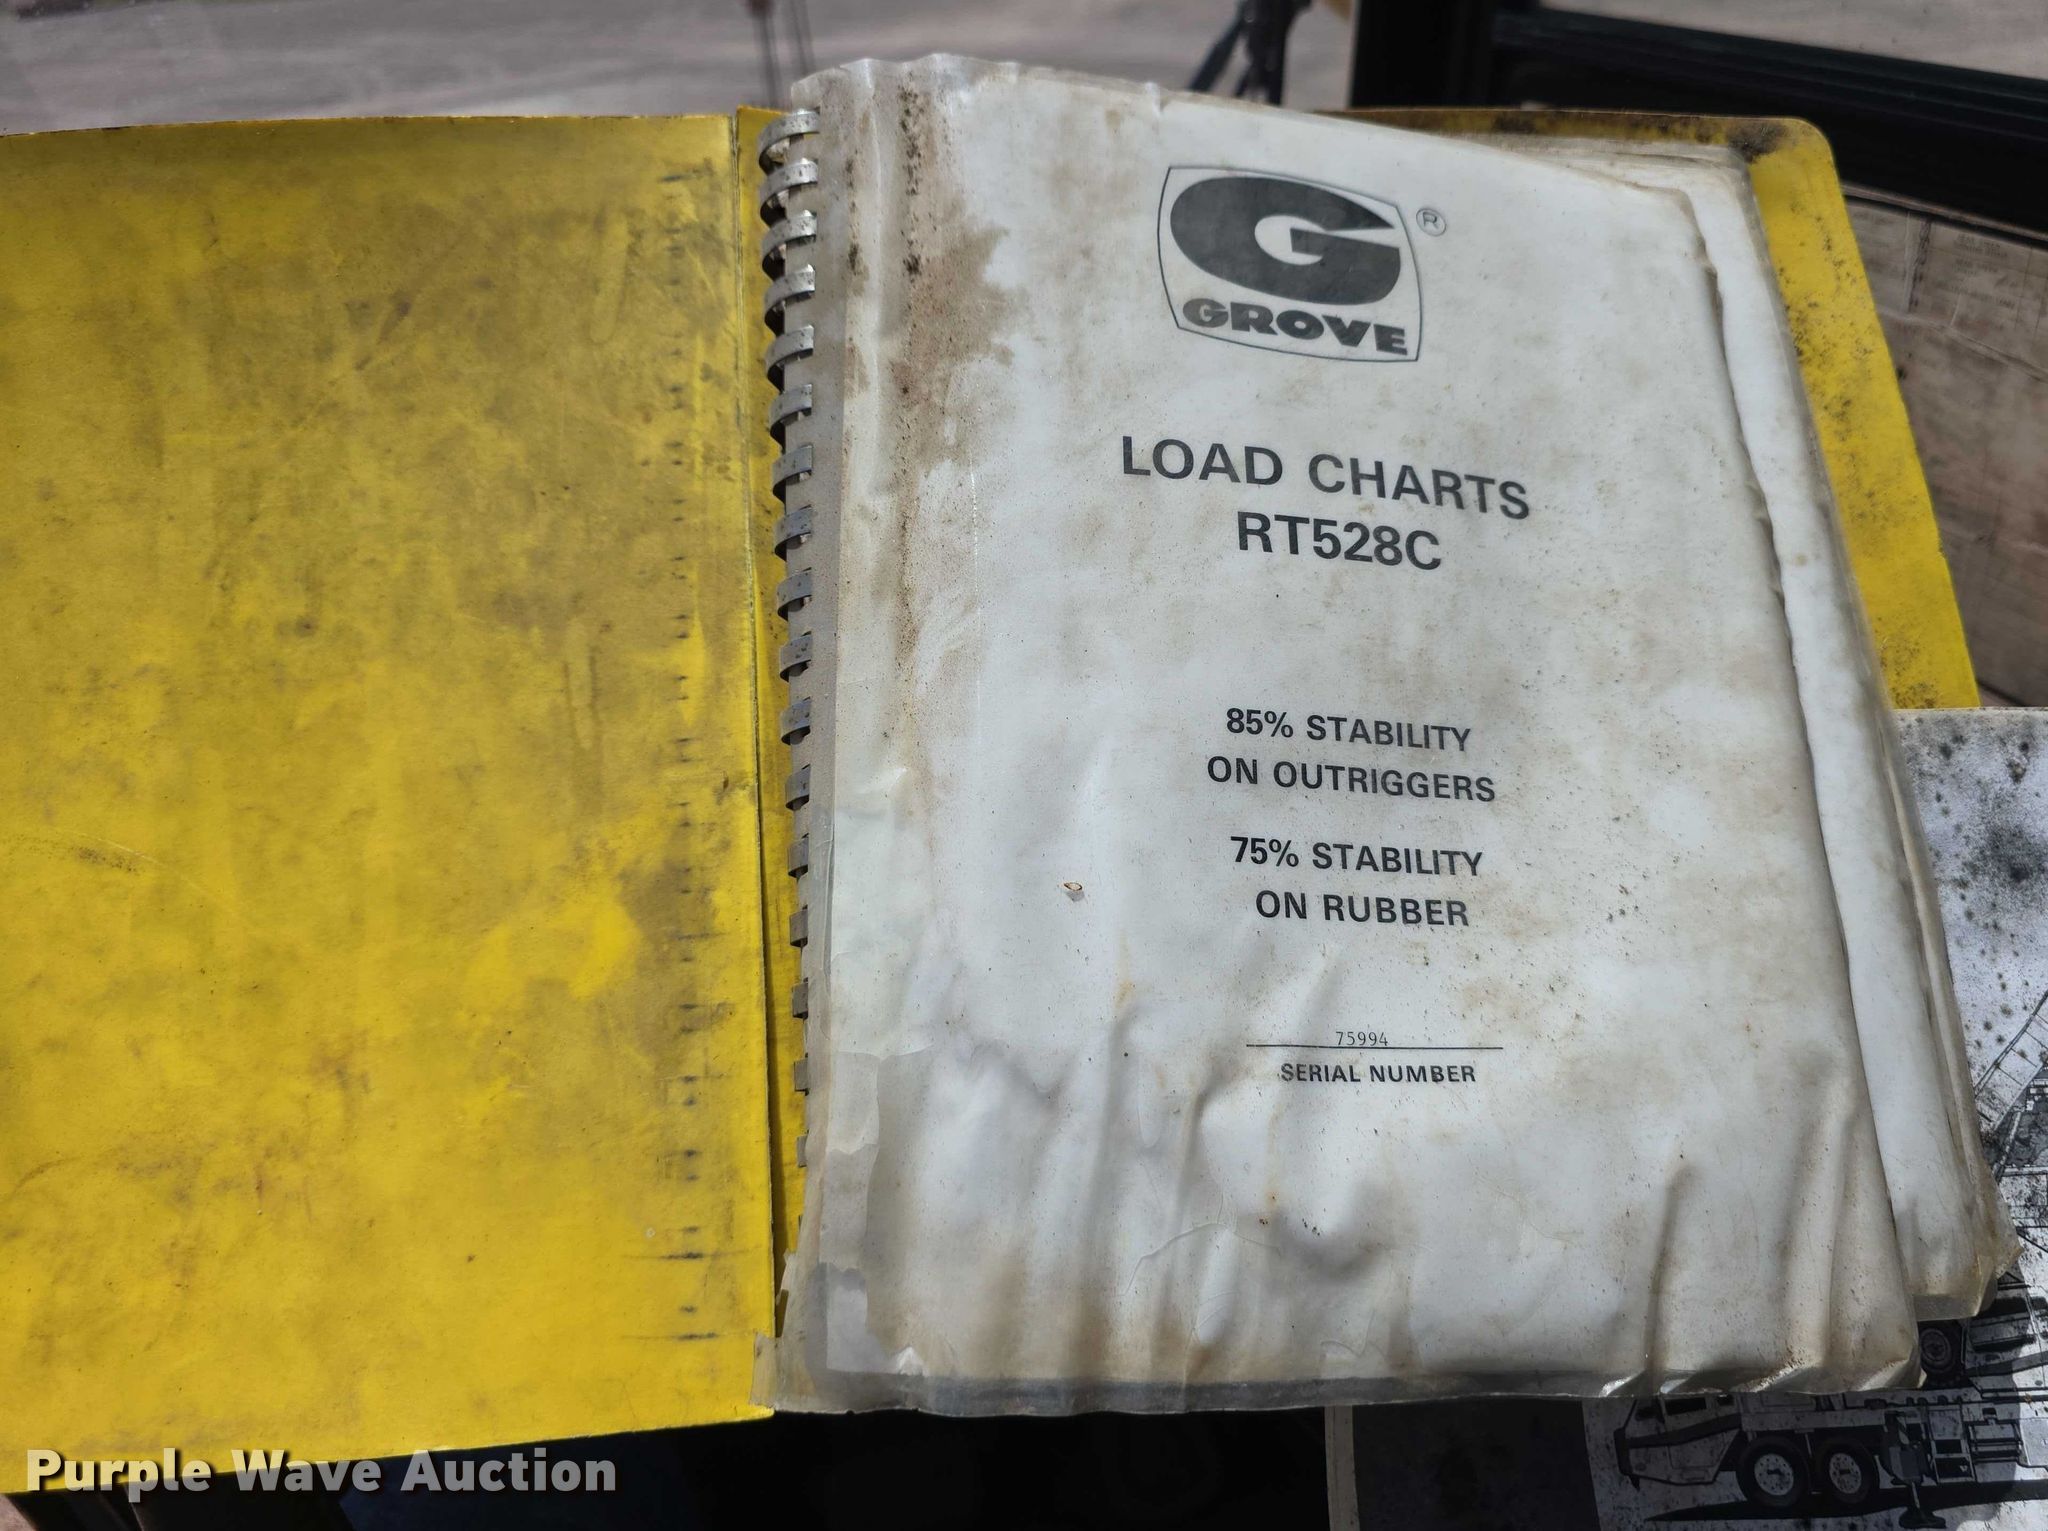 G ®
GROVE
LOAD CHARTS
RT528C
85% STABILITY
ON OUTRIGGERS
75% STABILITY
ON RUBBER
75994
SERIAL NUMBER
Purple Wave Auction